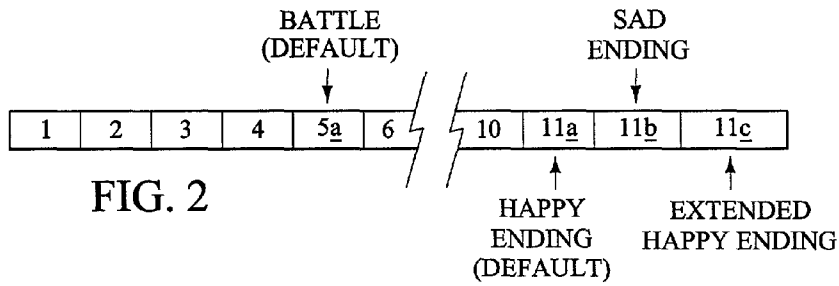 BATTLE
(DEFAULT)
SAD
ENDING
1 2 3 4 5a 6 10 11a 11b 11c
FIG. 2
HAPPY
ENDING
(DEFAULT)
EXTENDED
HAPPY ENDING